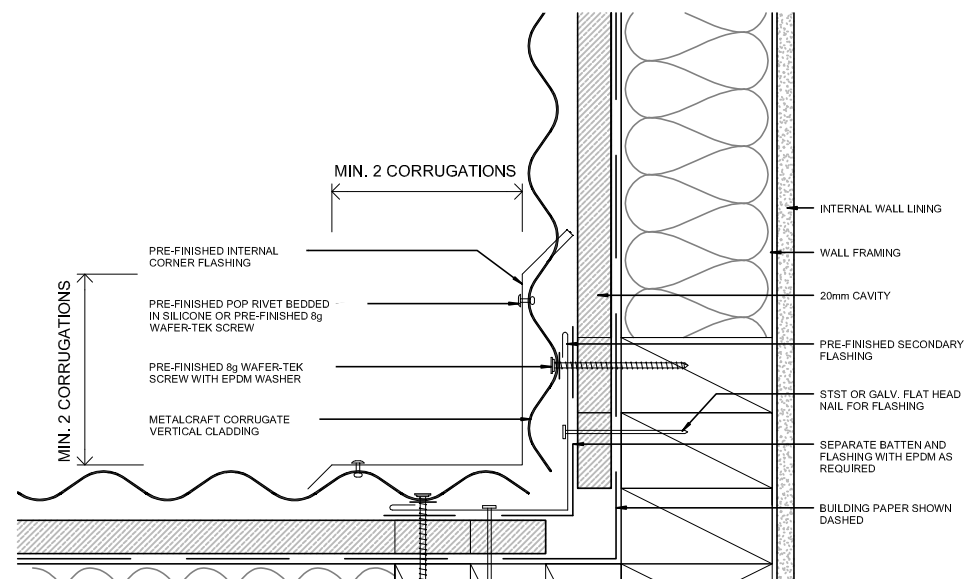 MIN. 2 CORRUGATIONS
MIN. 2 CORRUGATIONS
PRE-FINISHED INTERNAL
CORNER FLASHING
PRE-FINISHED POP RIVET BEDDED
IN SILICONE OR PRE-FINISHED 8g
WAFER-TEK SCREW
PRE-FINISHED 8g WAFER-TEK
SCREW WITH EPDM WASHER
METALCRAFT CORRUGATE
VERTICAL CLADDING
INTERNAL WALL LINING
WALL FRAMING
20mm CAVITY
PRE-FINISHED SECONDARY
FLASHING
STST OR GALV. FLAT HEAD
NAIL FOR FLASHING
SEPARATE BATTEN AND
FLASHING WITH EPDM AS
REQUIRED
BUILDING PAPER SHOWN
DASHED